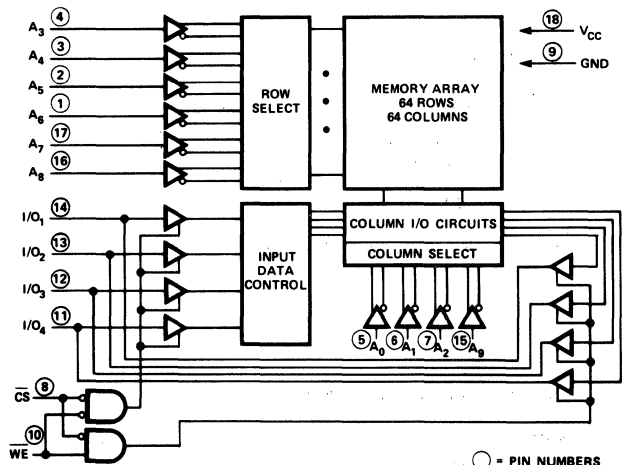 A3 4
A4 3
A5 2
A6 1
A7 17
A8 16
ROW SELECT
MEMORY ARRAY
64 ROWS
64 COLUMNS
18 VCC
9 GND
I/O1 14
I/O2 13
I/O3 12
I/O4 11
INPUT DATA CONTROL
COLUMN I/O CIRCUITS
COLUMN SELECT
5 A0 6 A1 7 A2 15 A9
CS 8
WE 10
= PIN NUMBERS